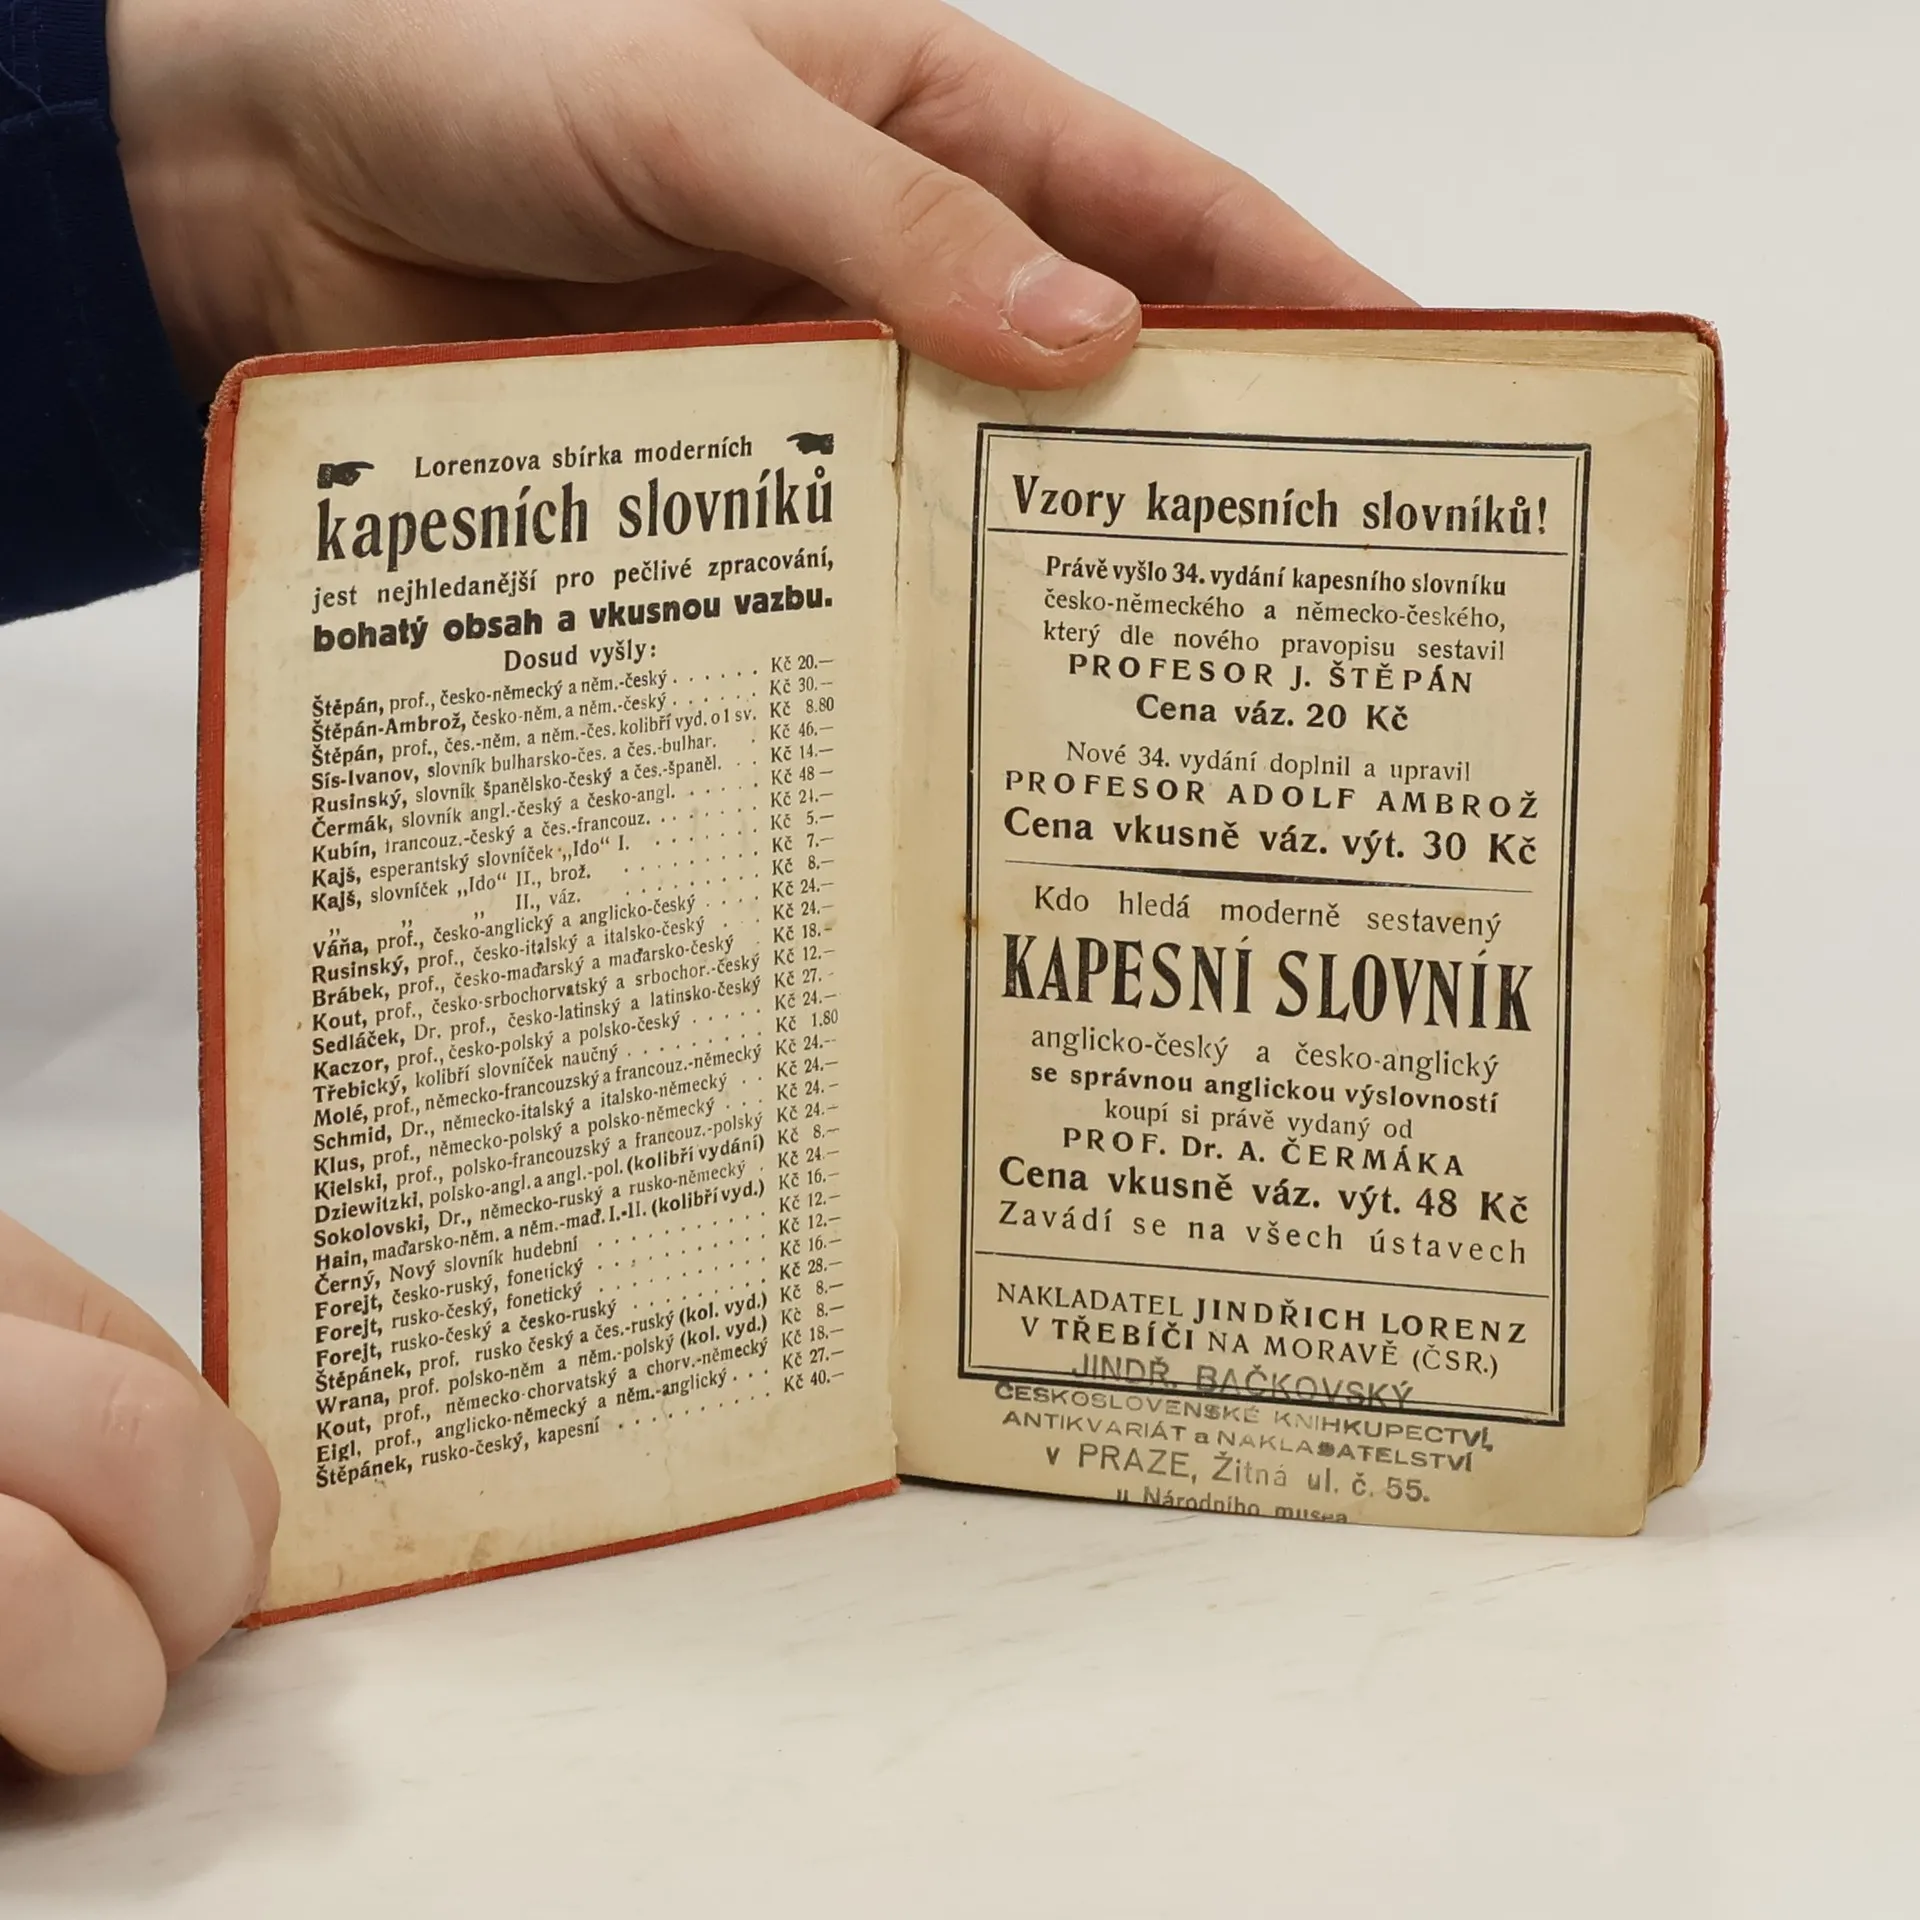 Lorenzova sbírka moderních
kapesních slovníků
jest nejhledanější pro pečlivé zpracování,
bohatý obsah a vkusnou vazbu.
Dosud vyšly:
Štěpán, prof., česko-německý a něm.-český . . . . . . Kč 20.—
Štěpán-Ambrož, česko-něm. a něm.-český . . . . . . Kč 30.—
Štěpán, prof., čes.-něm. a něm.-čes. kolibří vyd. o 1 sv. Kč 8.80
Sís-Ivanov, slovník bulharsko-čes. a čes.-bulhar. . Kč 46.—
Rusinský, slovník španělsko-český a čes.-španěl. . . Kč 14.—
Čermák, slovník angl.-český a česko-angl. . . . . . Kč 48 —
Kubín, francouz.-český a čes.-francouz. . . . . . . . Kč 21.—
Kajš, esperantský slovníček „Ido“ I. . . . . . . . Kč 5.—
Kajš, slovníček „Ido“ II., brož. . . . . . . . . Kč 7.—
„ „ „ II., váz. . . . . . . . . . Kč 8.—
Váňa, prof., česko-anglický a anglicko-český . . . . Kč 24.—
Rusinský, prof., česko-italský a italsko-český . . Kč 24.—
Brábek, prof., česko-maďarský a maďarsko-český . Kč 18.-
Kout, prof., česko-srbochorvatský a srbochor.-český Kč 12.—
Sedláček, Dr. prof., česko-latinský a latinsko-český Kč 27. -
Kaczor, prof., česko-polský a polsko-český . . . . . Kč 24.—
Třebický, kolibří slovníček naučný . . . . . . . . Kč 1.80
Molé, prof., německo-francouzský a francouz.-německý Kč 24.—
Schmid, Dr., německo-italský a italsko-německý . . Kč 24.—
Klus, prof., německo-polský a polsko-německý . . . Kč 24.-
Kielski, prof., polsko-francouzský a francouz.-polský Kč 24.—
Dziewitzki, polsko-angl. a angl.-pol. (kolibří vydání) Kč 8.—
Sokolovski, Dr., německo-ruský a rusko-německý . Kč 24.—
Hain, maďarsko-něm. a něm.-maď. I.-II. (kolibří vyd.) Kč 16.—
Černý, Nový slovník hudební . . . . . . . . . Kč 12.—
Forejt, česko-ruský, fonetický . . . . . . . . . Kč 12.—
Forejt, rusko-český, fonetický . . . . . . . . . Kč 16.—
Forejt, rusko-český a česko-ruský . . . . . . . . Kč 28.—
Štěpánek, prof. rusko český a čes.-ruský (kol. vyd.) Kč 8.—
Wrana, prof. polsko-něm a něm.-polský (kol. vyd.) Kč 8.—
Kout, prof., německo-chorvatský a chorv.-německý Kč 18.—
Eigl, prof., anglicko-německý a něm.-anglický . . . Kč 27.—
Štěpánek, rusko-český, kapesní . . . . . . . . . Kč 40.—
Vzory kapesních slovníků!
Právě vyšlo 34. vydání kapesního slovníku
česko-německého a německo-českého,
který dle nového pravopisu sestavil
PROFESOR J. ŠTĚPÁN
Cena váz. 20 Kč
Nové 34. vydání doplnil a upravil
PROFESOR ADOLF AMBROŽ
Cena vkusně váz. výt. 30 Kč
Kdo hledá moderně sestavený
KAPESNÍ SLOVNÍK
anglicko-český a česko-anglický
se správnou anglickou výslovností
koupí si právě vydaný od
PROF. Dr. A. ČERMÁKA
Cena vkusně váz. výt. 48 Kč
Zavádí se na všech ústavech
NAKLADATEL JINDŘICH LORENZ
V TŘEBÍČI NA MORAVĚ (ČSR.)
JINDŘ. BAČKOVSKÝ
ČESKOSLOVENSKÉ KNIHKUPECTVÍ,
ANTIKVARIÁT a NAKLADATELSTVÍ
v PRAZE, Žitná ul. č. 55.
u Národního musea